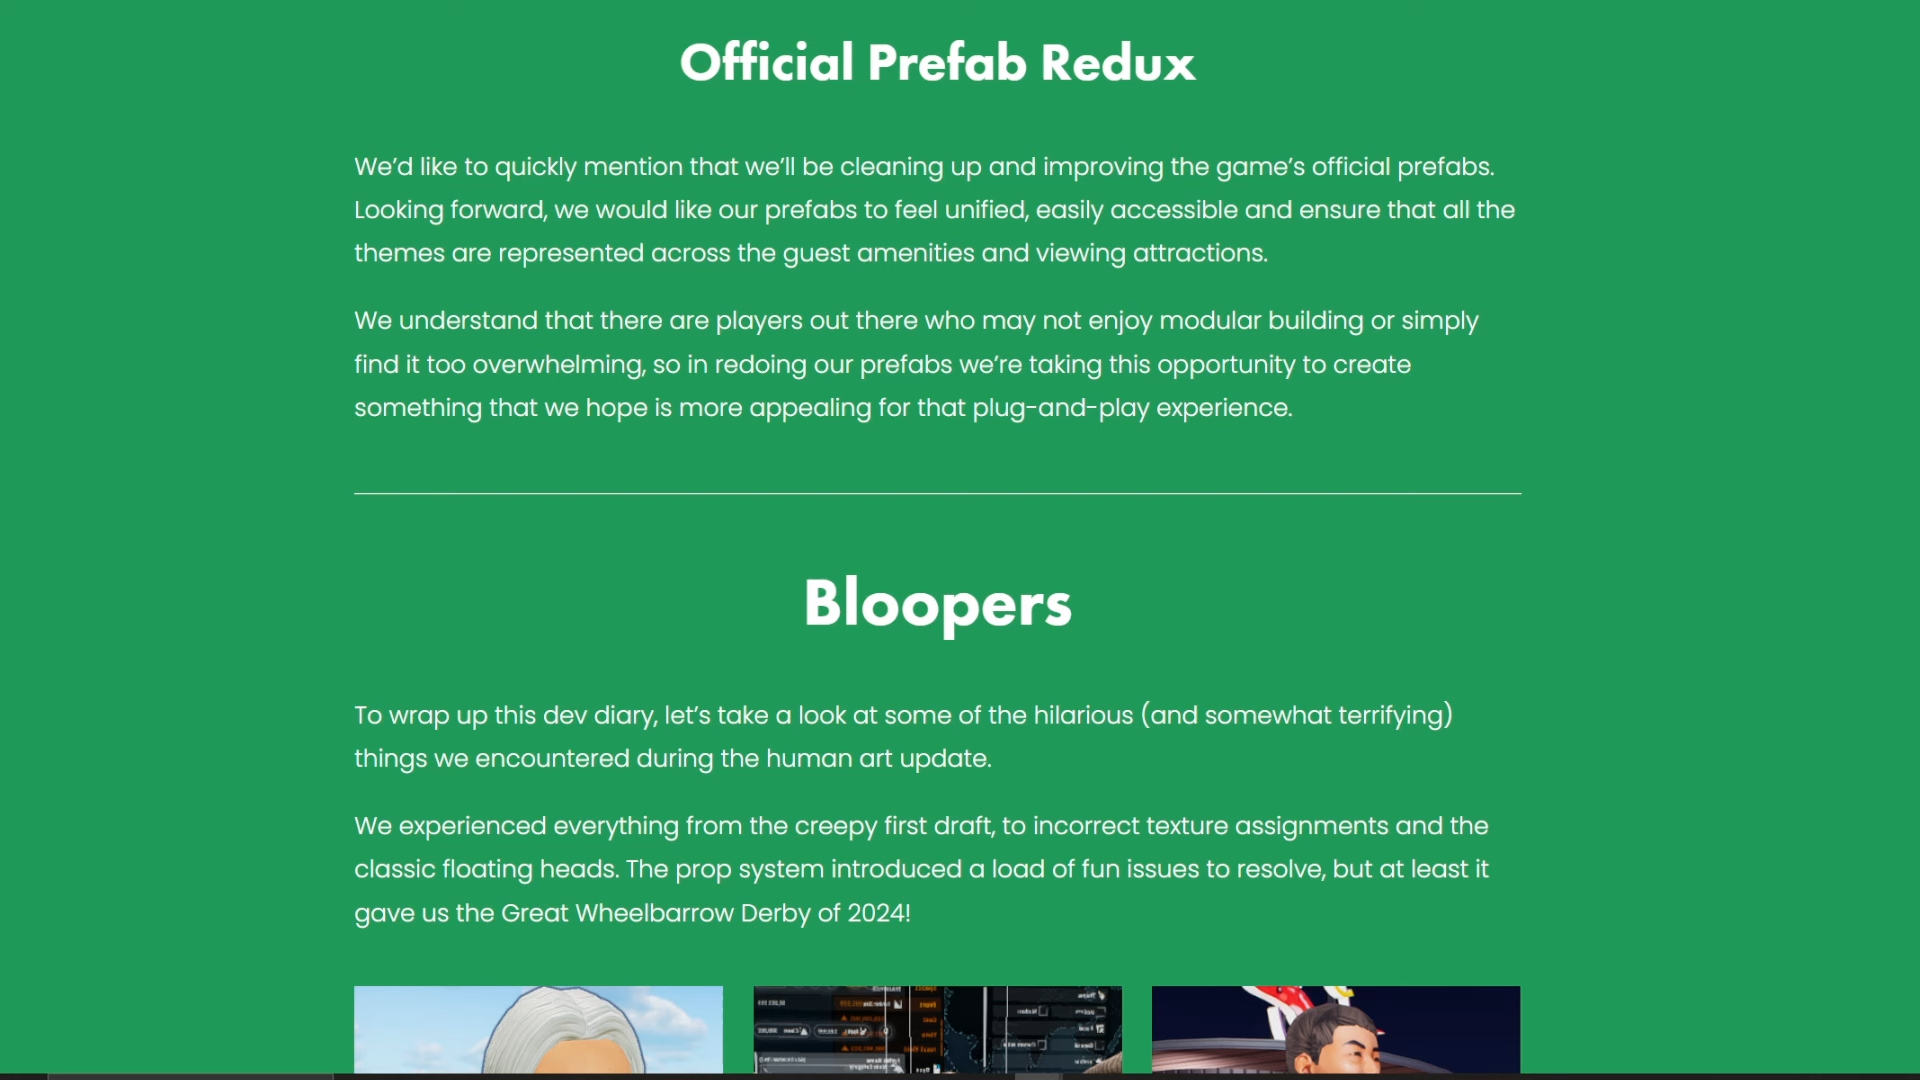 Official Prefab Redux
We’d like to quickly mention that we’ll be cleaning up and improving the game’s official prefabs.
Looking forward, we would like our prefabs to feel unified, easily accessible and ensure that all the
themes are represented across the guest amenities and viewing attractions.
We understand that there are players out there who may not enjoy modular building or simply
find it too overwhelming, so in redoing our prefabs we’re taking this opportunity to create
something that we hope is more appealing for that plug-and-play experience.
Bloopers
To wrap up this dev diary, let’s take a look at some of the hilarious (and somewhat terrifying)
things we encountered during the human art update.
We experienced everything from the creepy first draft, to incorrect texture assignments and the
classic floating heads. The prop system introduced a load of fun issues to resolve, but at least it
gave us the Great Wheelbarrow Derby of 2024!